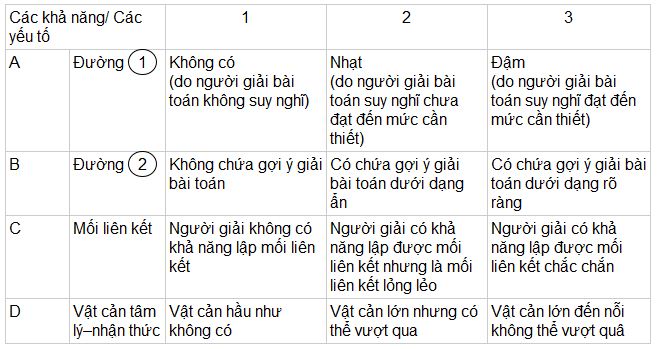 Các khả năng/ Các
yếu tố
1
2
3
A
Đường 1
Không có
(do người giải bài
toán không suy nghĩ)
Nhạt
(do người giải bài
toán suy nghĩ chưa
đạt đến mức cần
thiết)
Đậm
(do người giải bài
toán suy nghĩ đạt đến
mức cần thiết)
B
Đường 2
Không chứa gợi ý giải
bài toán
Có chứa gợi ý giải
bài toán dưới dạng
ẩn
Có chứa gợi ý giải bài
toán dưới dạng rõ
ràng
C
Mối liên kết
Người giải không có
khả năng lập mối liên
kết
Người giải có khả
năng lập được mối
liên kết nhưng là mối
liên kết lỏng lẻo
Người giải có khả
năng lập được mối
liên kết chắc chắn
D
Vật cản tâm
lý–nhận thức
Vật cản hầu như
không có
Vật cản lớn nhưng có
thể vượt qua
Vật cản lớn đến nỗi
không thể vượt quâ